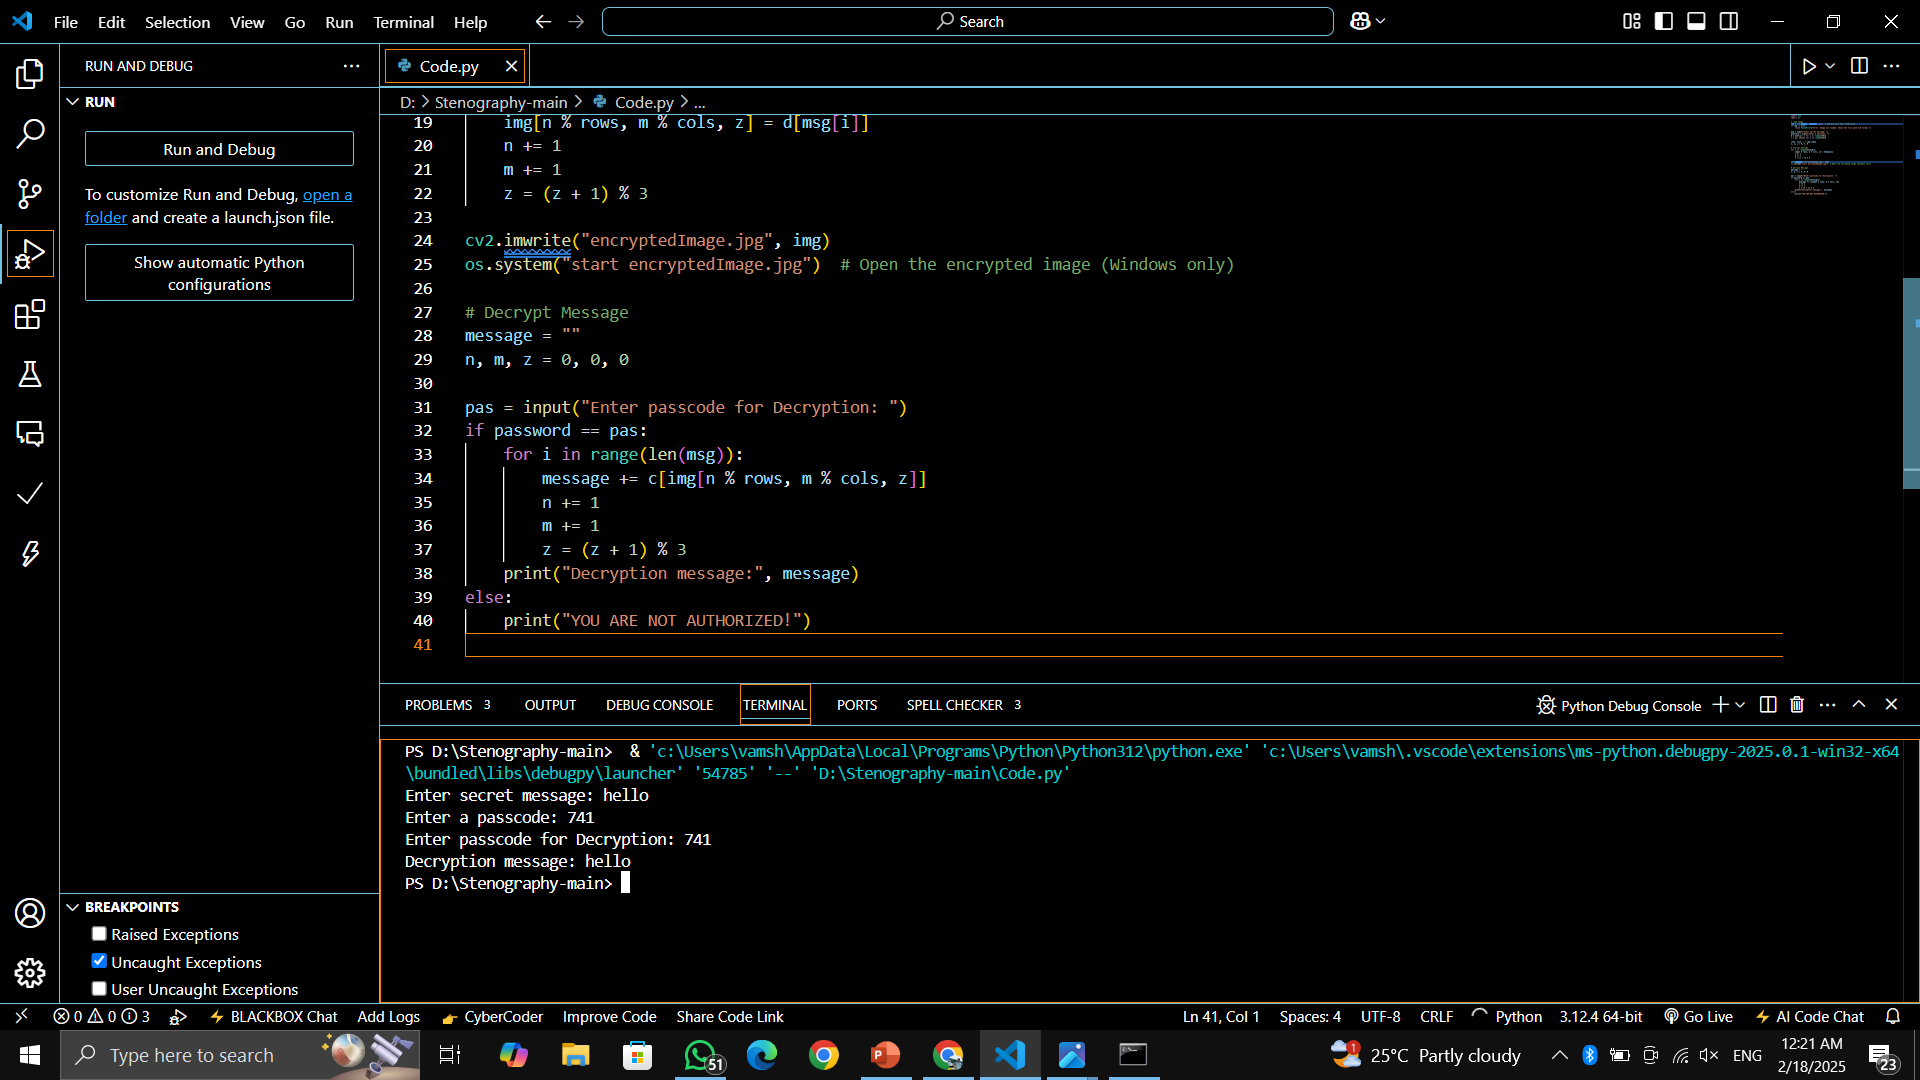 File Edit Selection View Go Run Terminal Help
Search
RUN AND DEBUG
RUN
Run and Debug
To customize Run and Debug, open a
folder and create a launch.json file.
Show automatic Python
configurations
Code.py
D: > Stenography-main > Code.py > ...
19 img[n % rows, m % cols, z] = d[msg[i]]
20 n += 1
21 m += 1
22 z = (z + 1) % 3
23
24 cv2.imwrite("encryptedImage.jpg", img)
25 os.system("start encryptedImage.jpg")  # Open the encrypted image (Windows only)
26
27 # Decrypt Message
28 message = ""
29 n, m, z = 0, 0, 0
30
31 pas = input("Enter passcode for Decryption: ")
32 if password == pas:
33 for i in range(len(msg)):
34 message += c[img[n % rows, m % cols, z]]
35 n += 1
36 m += 1
37 z = (z + 1) % 3
38 print("Decryption message:", message)
39 else:
40 print("YOU ARE NOT AUTHORIZED!")
41
PROBLEMS 3 OUTPUT DEBUG CONSOLE TERMINAL PORTS SPELL CHECKER 3
Python Debug Console
PS D:\Stenography-main>  & 'c:\Users\vamsh\AppData\Local\Programs\Python\Python312\python.exe' 'c:\Users\vamsh\.vscode\extensions\ms-python.debugpy-2025.0.1-win32-x64
\bundled\libs\debugpy\launcher' '54785' '--' 'D:\Stenography-main\Code.py'
Enter secret message: hello
Enter a passcode: 741
Enter passcode for Decryption: 741
Decryption message: hello
PS D:\Stenography-main>
BREAKPOINTS
Raised Exceptions
Uncaught Exceptions
User Uncaught Exceptions
0 0 3 BLACKBOX Chat Add Logs CyberCoder Improve Code Share Code Link
Ln 41, Col 1 Spaces: 4 UTF-8 CRLF Python 3.12.4 64-bit Go Live AI Code Chat
Type here to search
51
1
25°C Partly cloudy
ENG
12:21 AM
2/18/2025
23